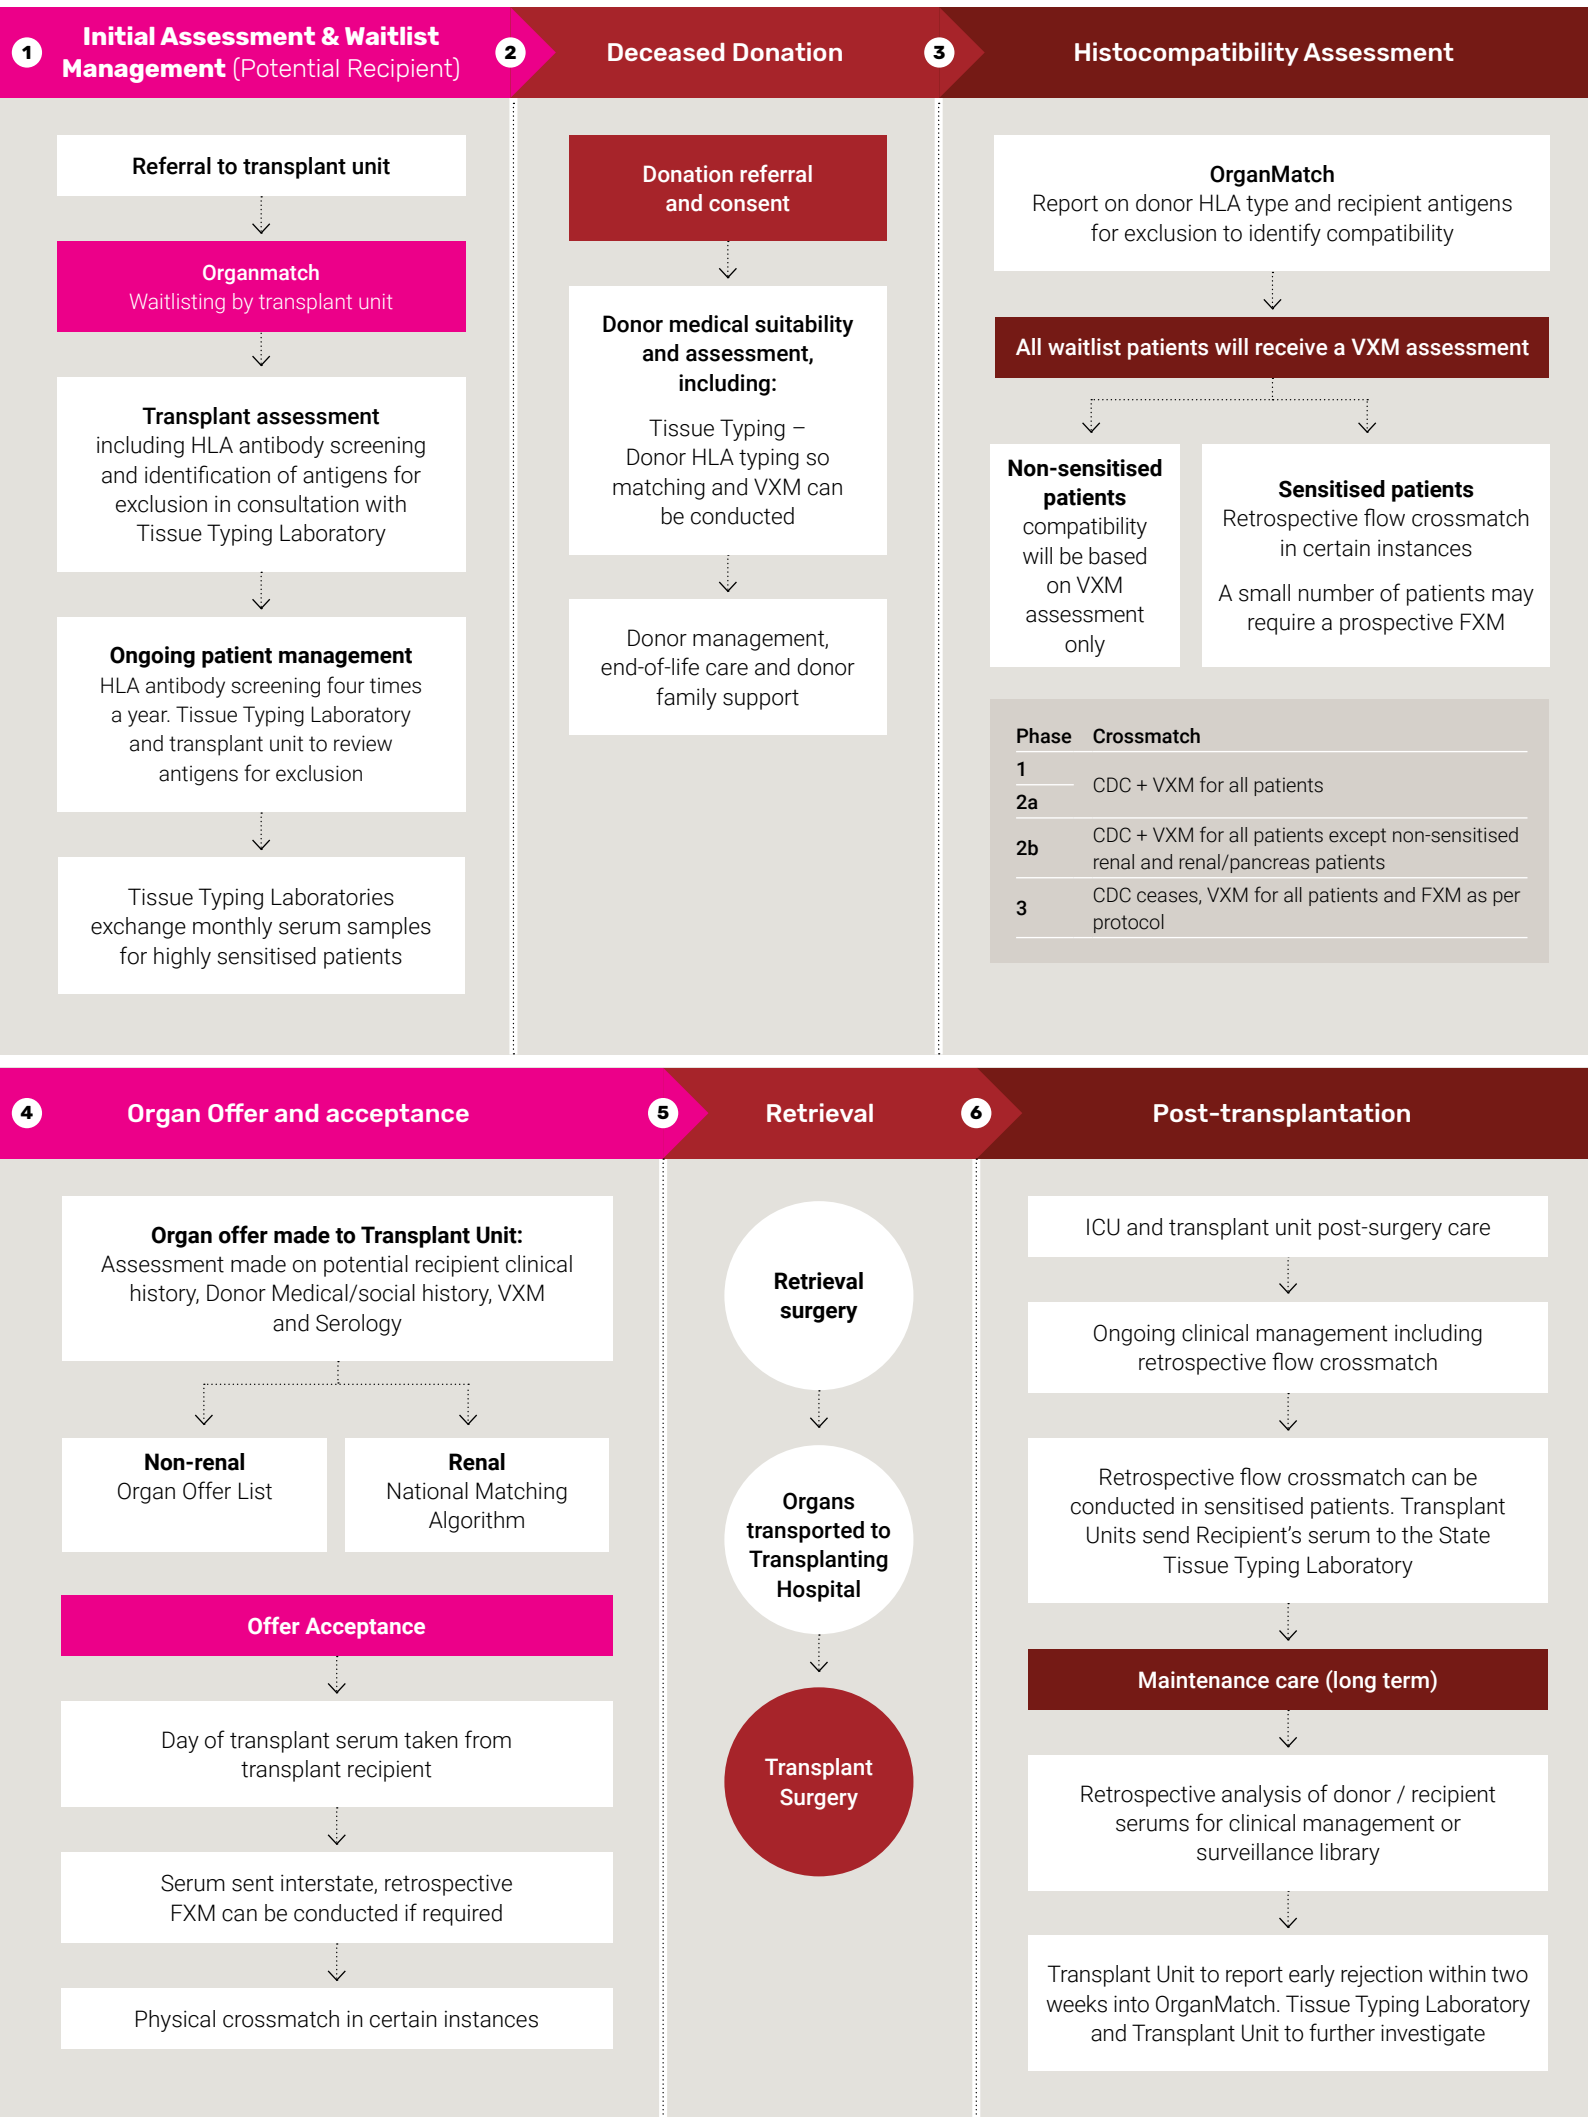 1
Initial Assessment & Waitlist
Management (Potential Recipient)
Referral to transplant unit
Organmatch
Waitlisting by transplant unit
Transplant assessment
including HLA antibody screening
and identification of antigens for
exclusion in consultation with
Tissue Typing Laboratory
Ongoing patient management
HLA antibody screening four times
a year. Tissue Typing Laboratory
and transplant unit to review
antigens for exclusion
Tissue Typing Laboratories
exchange monthly serum samples
for highly sensitised patients
2
Deceased Donation
Donation referral
and consent
Donor medical suitability
and assessment,
including:
Tissue Typing –
Donor HLA typing so
matching and VXM can
be conducted
Donor management,
end-of-life care and donor
family support
3
Histocompatibility Assessment
OrganMatch
Report on donor HLA type and recipient antigens
for exclusion to identify compatibility
All waitlist patients will receive a VXM assessment
Non-sensitised
patients
compatibility
will be based
on VXM
assessment
only
Sensitised patients
Retrospective flow crossmatch
in certain instances
A small number of patients may
require a prospective FXM
Phase Crossmatch
1
2a
CDC + VXM for all patients
2b
CDC + VXM for all patients except non-sensitised
renal and renal/pancreas patients
3
CDC ceases, VXM for all patients and FXM as per
protocol
4
Organ Offer and acceptance
Organ offer made to Transplant Unit:
Assessment made on potential recipient clinical
history, Donor Medical/social history, VXM
and Serology
Non-renal
Organ Offer List
Renal
National Matching
Algorithm
Offer Acceptance
Day of transplant serum taken from
transplant recipient
Serum sent interstate, retrospective
FXM can be conducted if required
Physical crossmatch in certain instances
5
Retrieval
Retrieval
surgery
Organs
transported to
Transplanting
Hospital
Transplant
Surgery
6
Post-transplantation
ICU and transplant unit post-surgery care
Ongoing clinical management including
retrospective flow crossmatch
Retrospective flow crossmatch can be
conducted in sensitised patients. Transplant
Units send Recipient’s serum to the State
Tissue Typing Laboratory
Maintenance care (long term)
Retrospective analysis of donor / recipient
serums for clinical management or
surveillance library
Transplant Unit to report early rejection within two
weeks into OrganMatch. Tissue Typing Laboratory
and Transplant Unit to further investigate